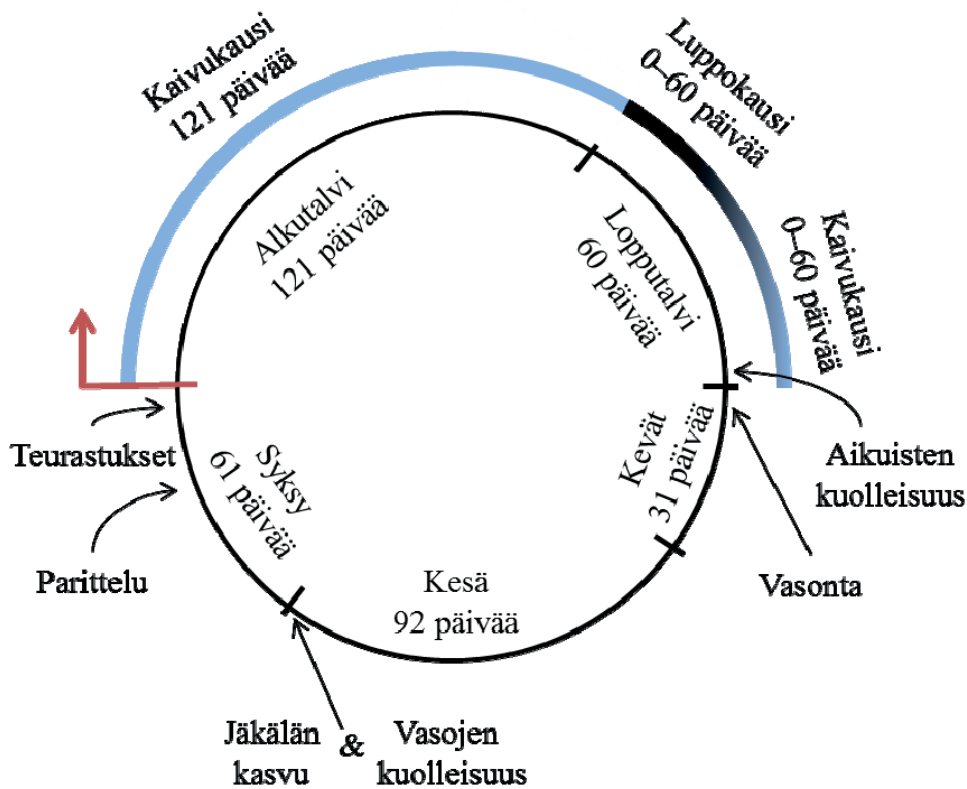 Kaivukausi
121 päivää
Luppokausi
0–60 päivää
Kaivukausi
0–60 päivää
Alkutalvi
121 päivää
Lopputalvi
60 päivää
Kevät
31 päivää
Kesä
92 päivää
Syksy
61 päivää
Teurastukset
Parittelu
Aikuisten
kuolleisuus
Vasonta
Jäkälän
kasvu
&
Vasojen
kuolleisuus